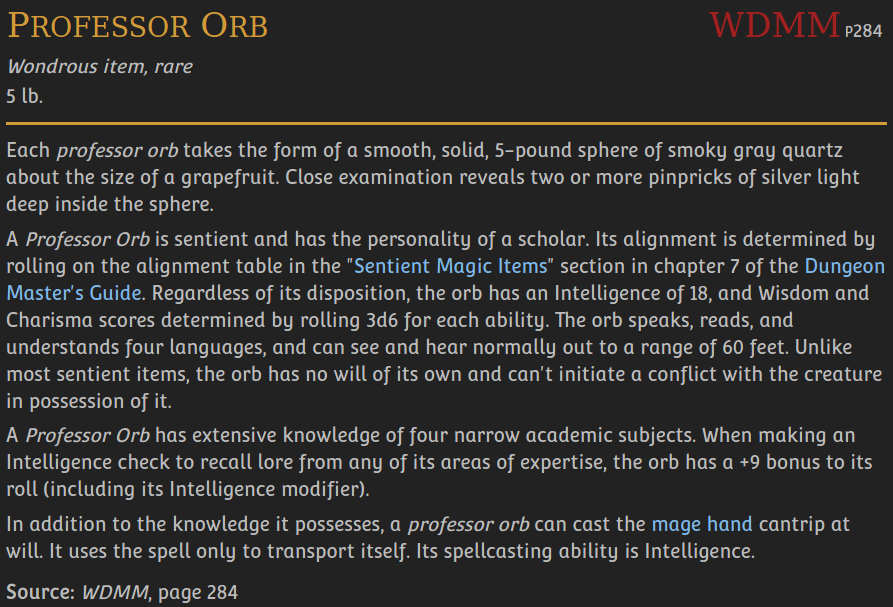 Professor Orb
WDMM P284
Wondrous item, rare
5 lb.
Each professor orb takes the form of a smooth, solid, 5–pound sphere of smoky gray quartz
about the size of a grapefruit. Close examination reveals two or more pinpricks of silver light
deep inside the sphere.
A Professor Orb is sentient and has the personality of a scholar. Its alignment is determined by
rolling on the alignment table in the "Sentient Magic Items" section in chapter 7 of the Dungeon
Master's Guide. Regardless of its disposition, the orb has an Intelligence of 18, and Wisdom and
Charisma scores determined by rolling 3d6 for each ability. The orb speaks, reads, and
understands four languages, and can see and hear normally out to a range of 60 feet. Unlike
most sentient items, the orb has no will of its own and can't initiate a conflict with the creature
in possession of it.
A Professor Orb has extensive knowledge of four narrow academic subjects. When making an
Intelligence check to recall lore from any of its areas of expertise, the orb has a +9 bonus to its
roll (including its Intelligence modifier).
In addition to the knowledge it possesses, a professor orb can cast the mage hand cantrip at
will. It uses the spell only to transport itself. Its spellcasting ability is Intelligence.
Source: WDMM, page 284